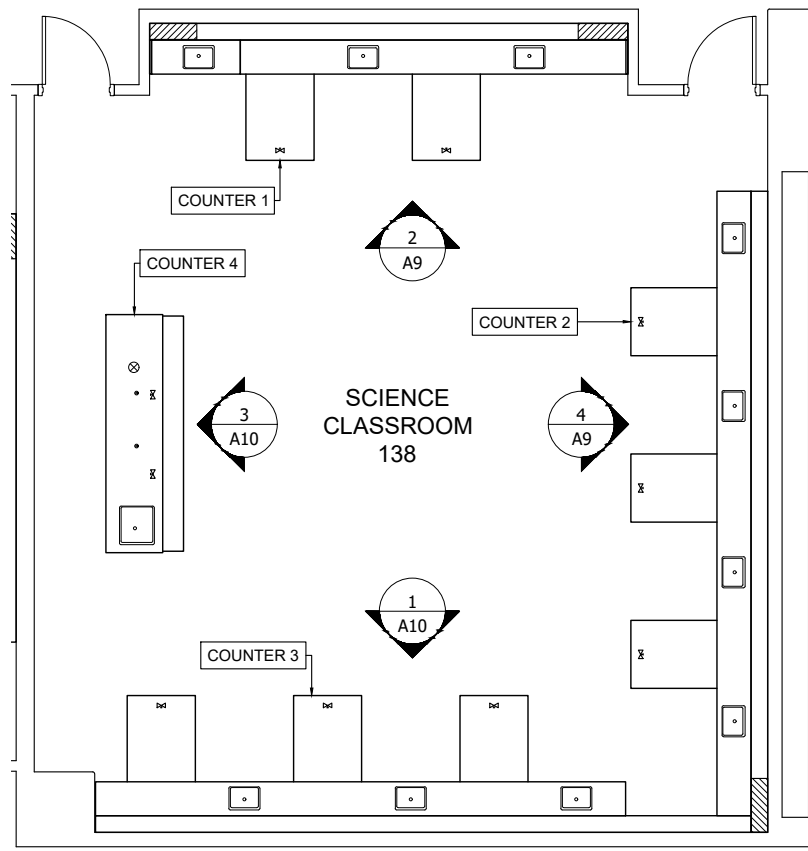 COUNTER 1
2
A9
COUNTER 4
COUNTER 2
3
A10
SCIENCE
CLASSROOM
138
4
A9
1
A10
COUNTER 3